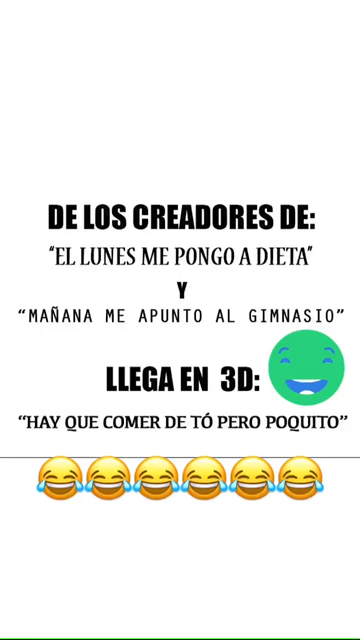 DE LOS CREADORES DE:
"EL LUNES ME PONGO A DIETA"
Y
"MAÑANA ME APUNTO AL GIMNASIO"
LLEGA EN 3D:
"HAY QUE COMER DE TÓ PERO POQUITO"